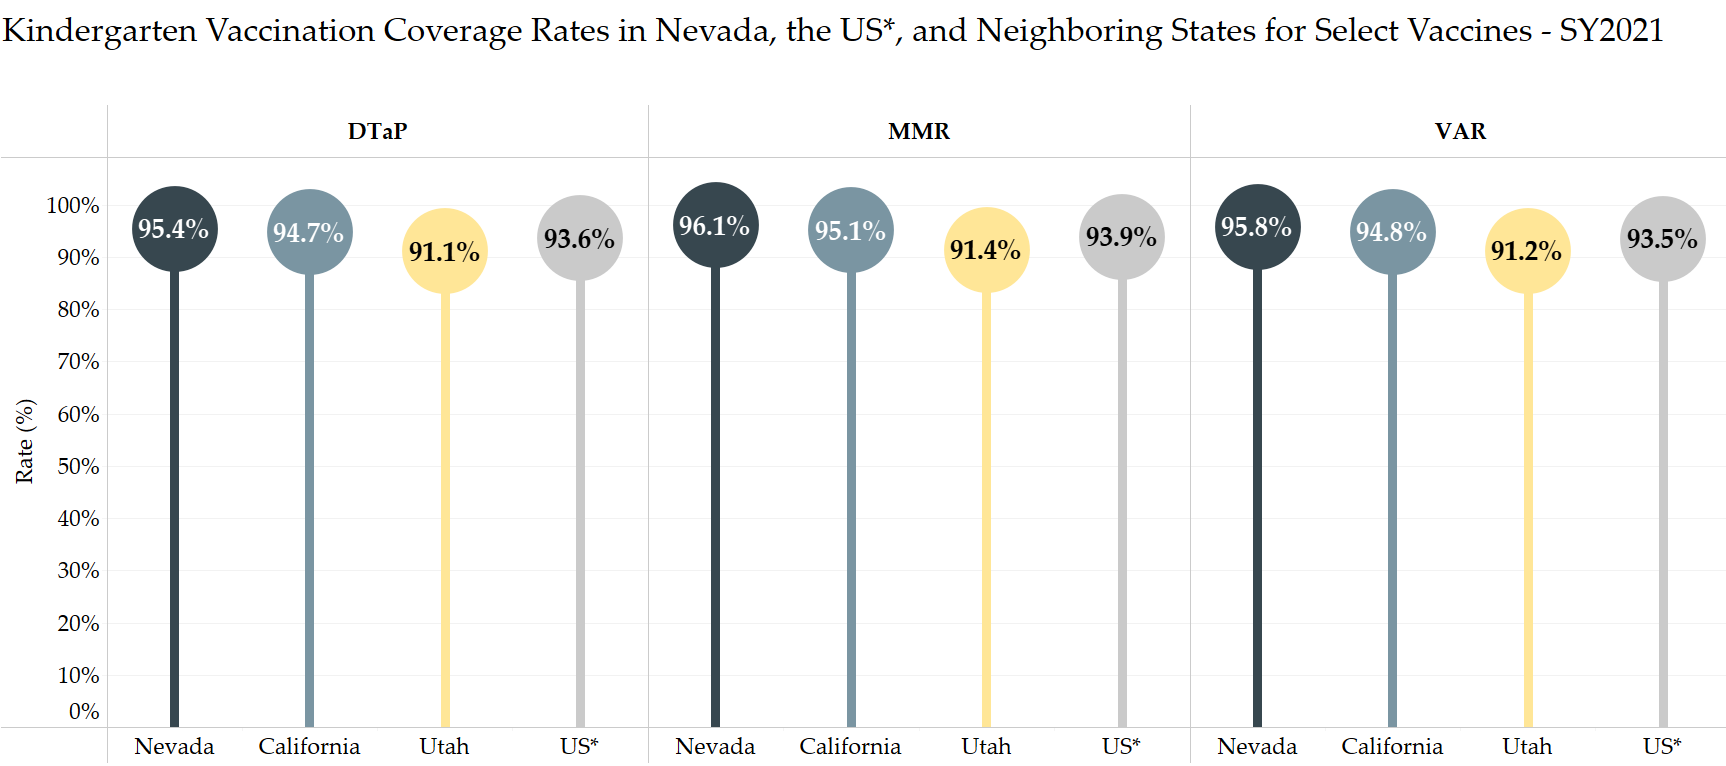 Kindergarten Vaccination Coverage Rates in Nevada, the US*, and Neighboring States for Select Vaccines - SY2021
DTaP MMR VAR
100%
90%
80%
70%
60%
50%
40%
30%
20%
10%
0%
Rate (%)
95.4% 94.7% 91.1% 93.6% 96.1% 95.1% 91.4% 93.9% 95.8% 94.8% 91.2% 93.5%
Nevada California Utah US* Nevada California Utah US* Nevada California Utah US*